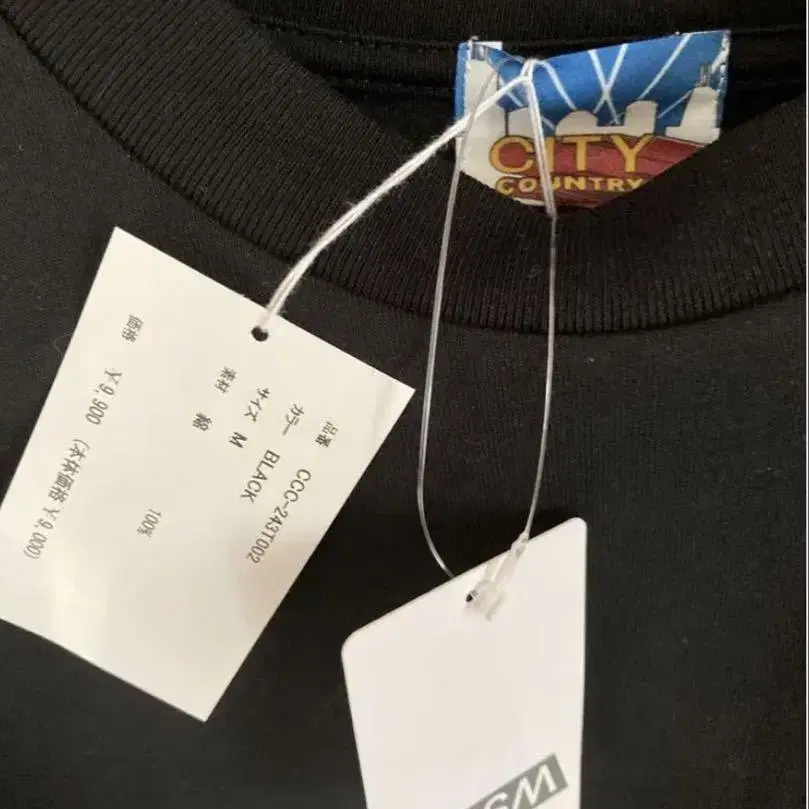 CITY
COUNTRY
品番 CCC-243T002
カラー BLACK
サイズ M
素材 綿 100%
価格 ¥9,900 (本体価格 ¥9,000)